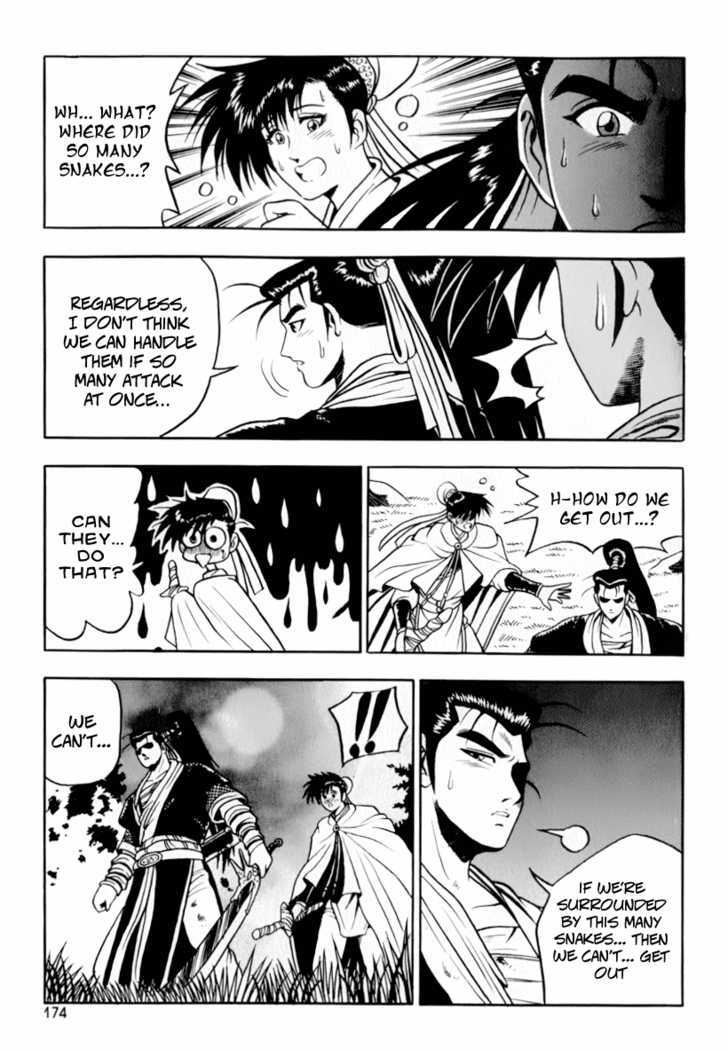 WH... WHAT?
WHERE DID
SO MANY
SNAKES...?
REGARDLESS,
I DON'T THINK
WE CAN HANDLE
THEM IF SO
MANY ATTACK
AT ONCE...
CAN
THEY...
DO
THAT?
H-HOW DO WE
GET OUT...?
WE
CAN'T...
!!
IF WE'RE
SURROUNDED
BY THIS MANY
SNAKES... THEN
WE CAN'T... GET
OUT
174